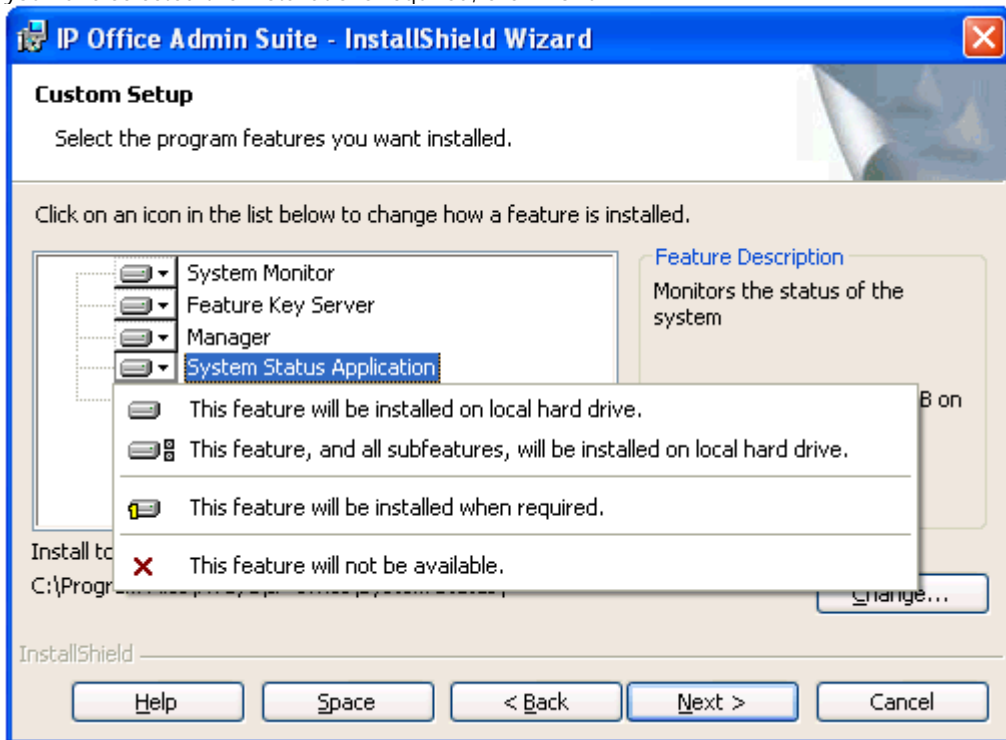 IP Office Admin Suite - InstallShield Wizard
Custom Setup
Select the program features you want installed.
Click on an icon in the list below to change how a feature is installed.
System Monitor
Feature Key Server
Manager
System Status Application
Feature Description
Monitors the status of the
system
B on
This feature will be installed on local hard drive.
This feature, and all subfeatures, will be installed on local hard drive.
This feature will be installed when required.
This feature will not be available.
Install to
C:\Progr
Change...
InstallShield
Help
Space
< Back
Next >
Cancel